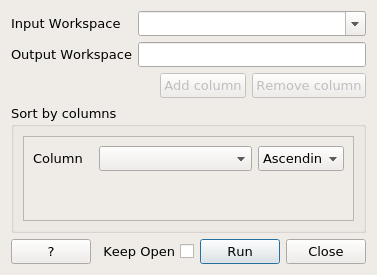 Input Workspace
Output Workspace
Add column Remove column
Sort by columns
Column Ascendin
? Keep Open Run Close